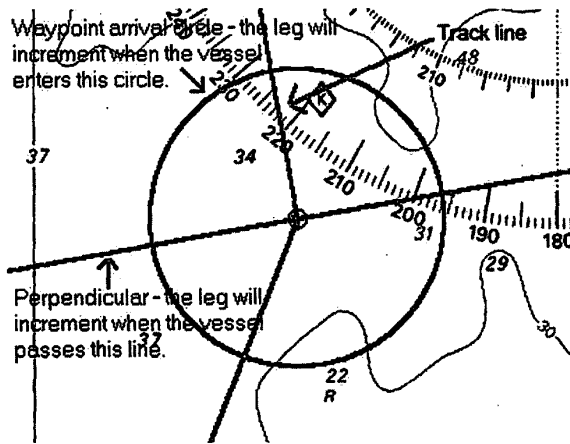 Waypoint arrival circle - the leg will
increment when the vessel
enters this circle.
Track line
48
210
230
220
K
37
34
210
200
31
190
180
29
Perpendicular - the leg will
increment when the vessel
passes this line.
37
30
22
R